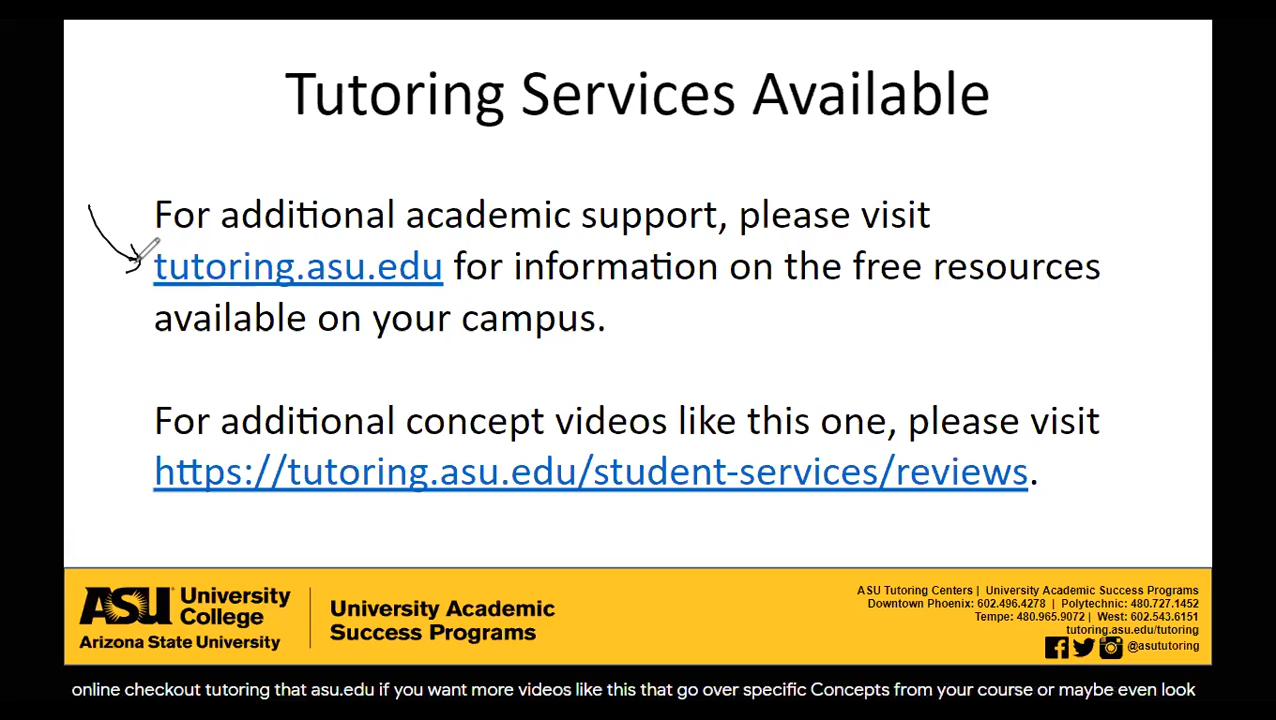 Tutoring Services Available
For additional academic support, please visit
tutoring.asu.edu for information on the free resources
available on your campus.
For additional concept videos like this one, please visit
https://tutoring.asu.edu/student-services/reviews.
ASU University
College
Arizona State University
University Academic
Success Programs
ASU Tutoring Centers | University Academic Success Programs
Downtown Phoenix: 602.496.4278 | Polytechnic: 480.727.1452
Tempe: 480.965.9072 | West: 602.543.6151
tutoring.asu.edu/tutoring
@asututoring
online checkout tutoring that asu.edu if you want more videos like this that go over specific Concepts from your course or maybe even look